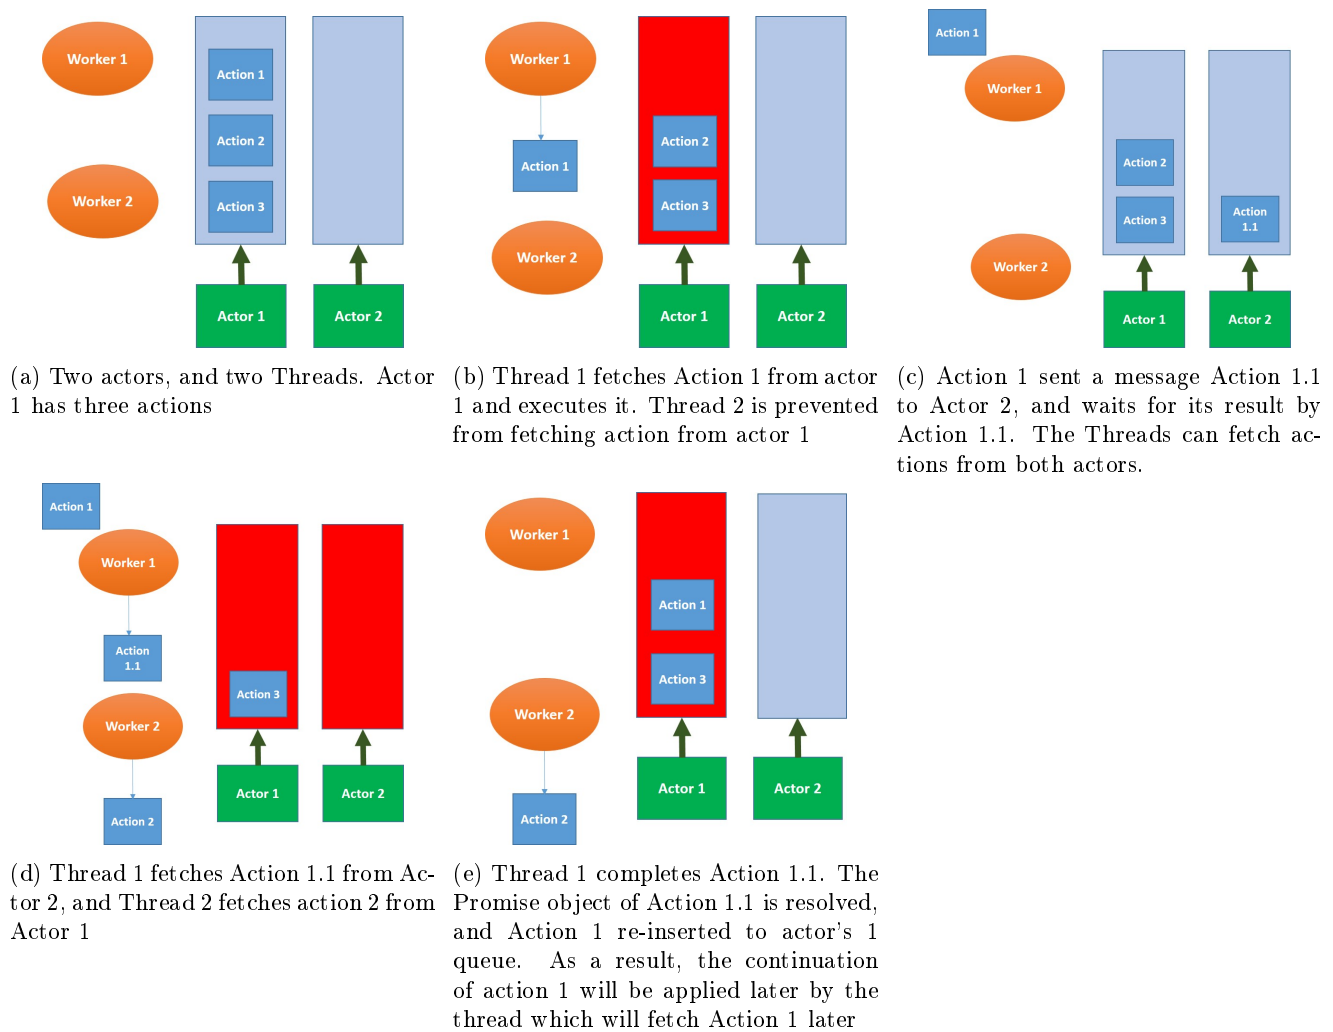 Worker 1
Action 1
Action 2
Worker 2
Action 3
Actor 1
Actor 2
(a) Two actors, and two Threads. Actor
1 has three actions
Worker 1
Action 2
Action 1
Action 3
Worker 2
Actor 1
Actor 2
(b) Thread 1 fetches Action 1 from actor
1 and executes it. Thread 2 is prevented
from fetching action from actor 1
Action 1
Worker 1
Action 2
Action 3
Action
1.1
Worker 2
Actor 1
Actor 2
(c) Action 1 sent a message Action 1.1
to Actor 2, and waits for its result by
Action 1.1. The Threads can fetch ac-
tions from both actors.
Action 1
Worker 1
Action
1.1
Action 3
Worker 2
Actor 1
Actor 2
Action 2
(d) Thread 1 fetches Action 1.1 from Ac-
tor 2, and Thread 2 fetches action 2 from
Actor 1
Worker 1
Action 1
Action 3
Worker 2
Actor 1
Actor 2
Action 2
(e) Thread 1 completes Action 1.1. The
Promise object of Action 1.1 is resolved,
and Action 1 re-inserted to actor's 1
queue. As a result, the continuation
of action 1 will be applied later by the
thread which will fetch Action 1 later